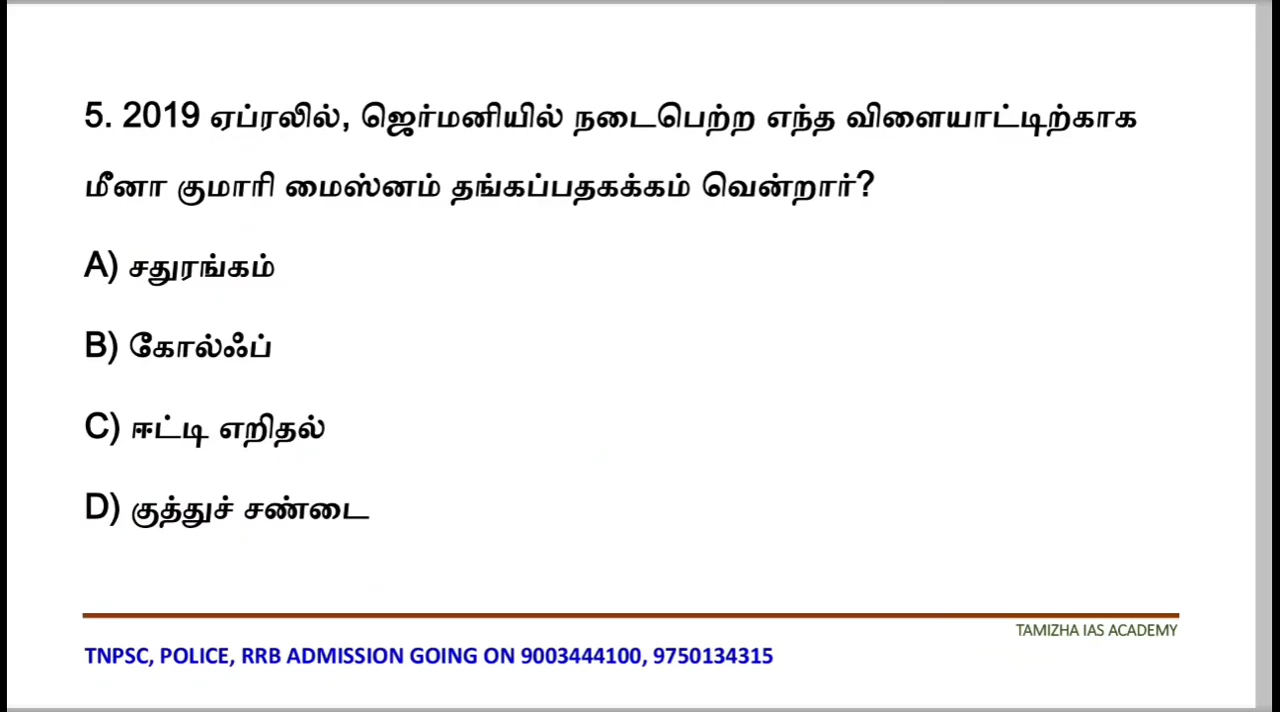 5. 2019 ஏப்ரலில், ஜெர்மனியில் நடைபெற்ற எந்த விளையாட்டிற்காக
மீனா குமாரி மைஸ்னம் தங்கப்பதகக்கம் வென்றார்?
A) சதுரங்கம்
B) கோல்ஃப்
C) ஈட்டி எறிதல்
D) குத்துச் சண்டை
TAMIZHA IAS ACADEMY
TNPSC, POLICE, RRB ADMISSION GOING ON 9003444100, 9750134315